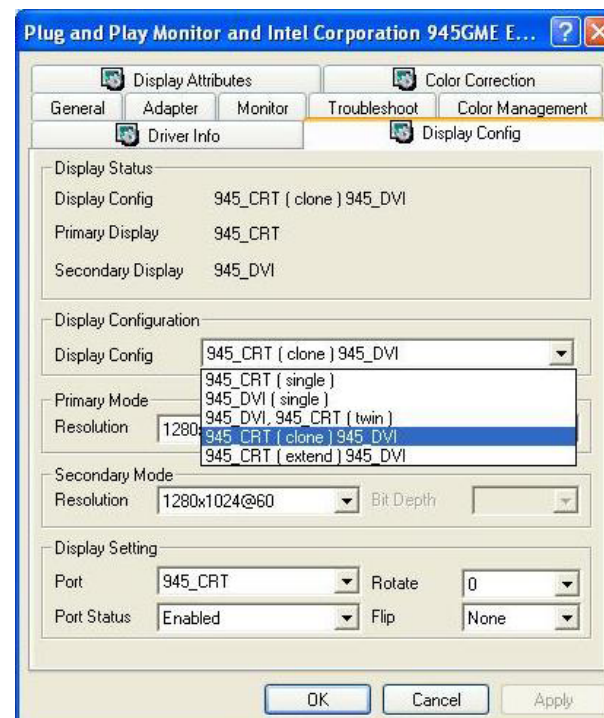 Plug and Play Monitor and Intel Corporation 945GME E...
Display Attributes Color Correction
General Adapter Monitor Troubleshoot Color Management
Driver Info Display Config
Display Status
Display Config 945_CRT ( clone ) 945_DVI
Primary Display 945_CRT
Secondary Display 945_DVI
Display Configuration
Display Config 945_CRT ( clone ) 945_DVI
945_CRT ( single )
945_DVI ( single )
945_DVI, 945_CRT ( twin )
945_CRT ( clone ) 945_DVI
945_CRT ( extend ) 945_DVI
Primary Mode
Resolution 1280
Secondary Mode
Resolution 1280x1024@60 Bit Depth
Display Setting
Port 945_CRT Rotate 0
Port Status Enabled Flip None
OK Cancel Apply